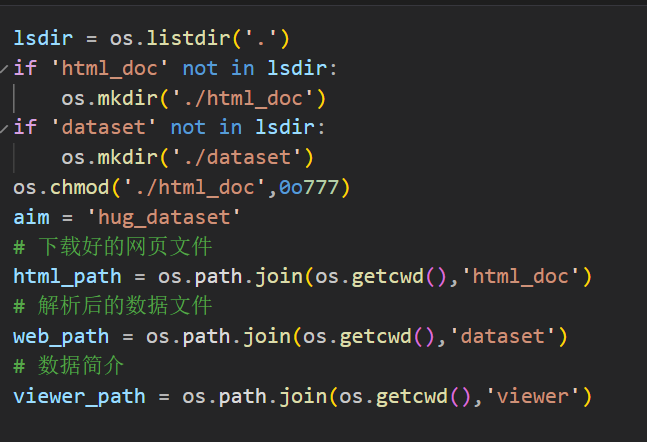 lsdir = os.listdir('.')
if 'html_doc' not in lsdir:
    os.mkdir('./html_doc')
if 'dataset' not in lsdir:
    os.mkdir('./dataset')
os.chmod('./html_doc',0o777)
aim = 'hug_dataset'
# 下载好的网页文件
html_path = os.path.join(os.getcwd(),'html_doc')
# 解析后的数据文件
web_path = os.path.join(os.getcwd(),'dataset')
# 数据简介
viewer_path = os.path.join(os.getcwd(),'viewer')